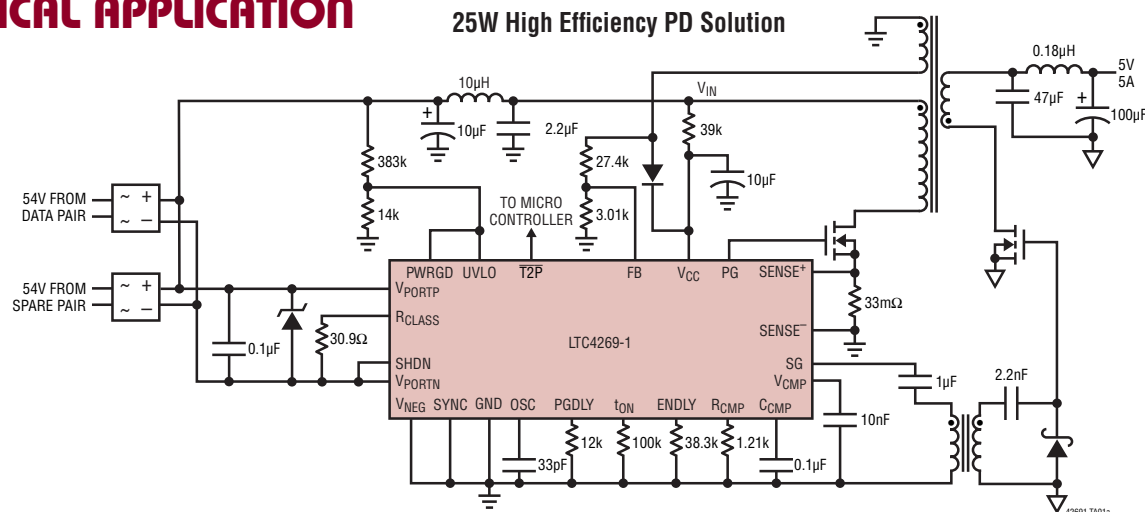 ICAL APPLICATION
25W High Efficiency PD Solution
0.18µH
5V
5A
10µH
VIN
+
10µF
2.2µF
39k
47µF
+
100µF
383k
27.4k
10µF
14k
3.01k
TO MICRO
CONTROLLER
54V FROM
DATA PAIR
~ +
~ –
54V FROM
SPARE PAIR
~ +
~ –
PWRGD UVLO T2P FB VCC PG SENSE+
VPORTP
RCLASS
30.9Ω
0.1µF
33mΩ
SENSE–
LTC4269-1
SHDN
VPORTN
SG
VCMP
1µF
2.2nF
VNEG SYNC GND OSC PGDLY tON ENDLY RCMP CCMP
10nF
12k
100k
38.3k
1.21k
33pF
0.1µF
42691 TA01a